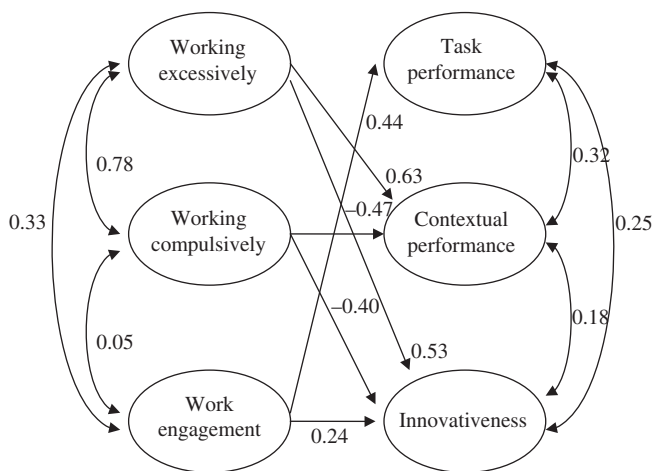 Working
excessively
Task
performance
0.44
0.78
0.63
0.32
0.33
–0.47
Working
compulsively
Contextual
performance
0.25
–0.40
0.18
0.05
0.53
Work
engagement
0.24
Innovativeness